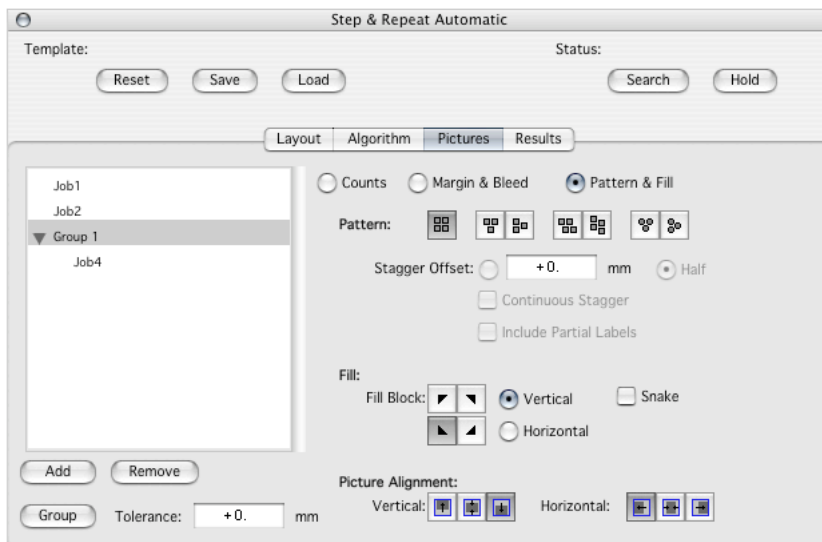 Step & Repeat Automatic
Template:
Status:
Reset Save Load Search Hold
Layout Algorithm Pictures Results
Job1
Job2
Group 1
Job4
Counts Margin & Bleed Pattern & Fill
Pattern:
Stagger Offset: +0. mm Half
Continuous Stagger
Include Partial Labels
Fill:
Fill Block: Vertical Snake
Horizontal
Add Remove
Group Tolerance: +0. mm
Picture Alignment:
Vertical: Horizontal: